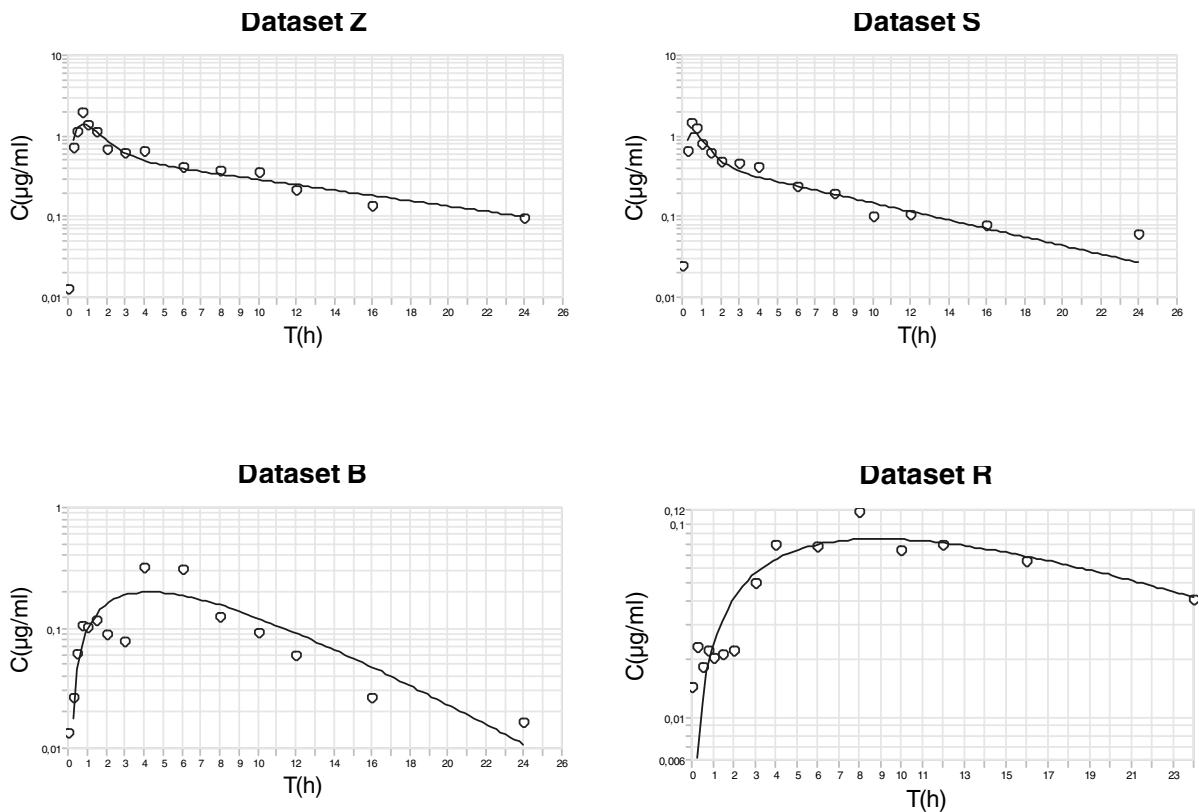 Dataset Z
10
1
0,1
0,01
C(µg/ml)
0 1 2 3 4 5 6 7 8 9 10 12 14 16 18 20 22 24 26
T(h)
Dataset S
10
1
0,1
0,01
C(µg/ml)
0 1 2 3 4 5 6 7 8 9 10 12 14 16 18 20 22 24 26
T(h)
Dataset B
1
0,1
0,01
C(µg/ml)
0 1 2 3 4 5 6 7 8 9 10 12 14 16 18 20 22 24 26
T(h)
Dataset R
0,12
0,1
0,01
0,006
C(µg/ml)
0 1 2 3 4 5 6 7 8 9 10 11 13 15 17 19 21 23
T(h)